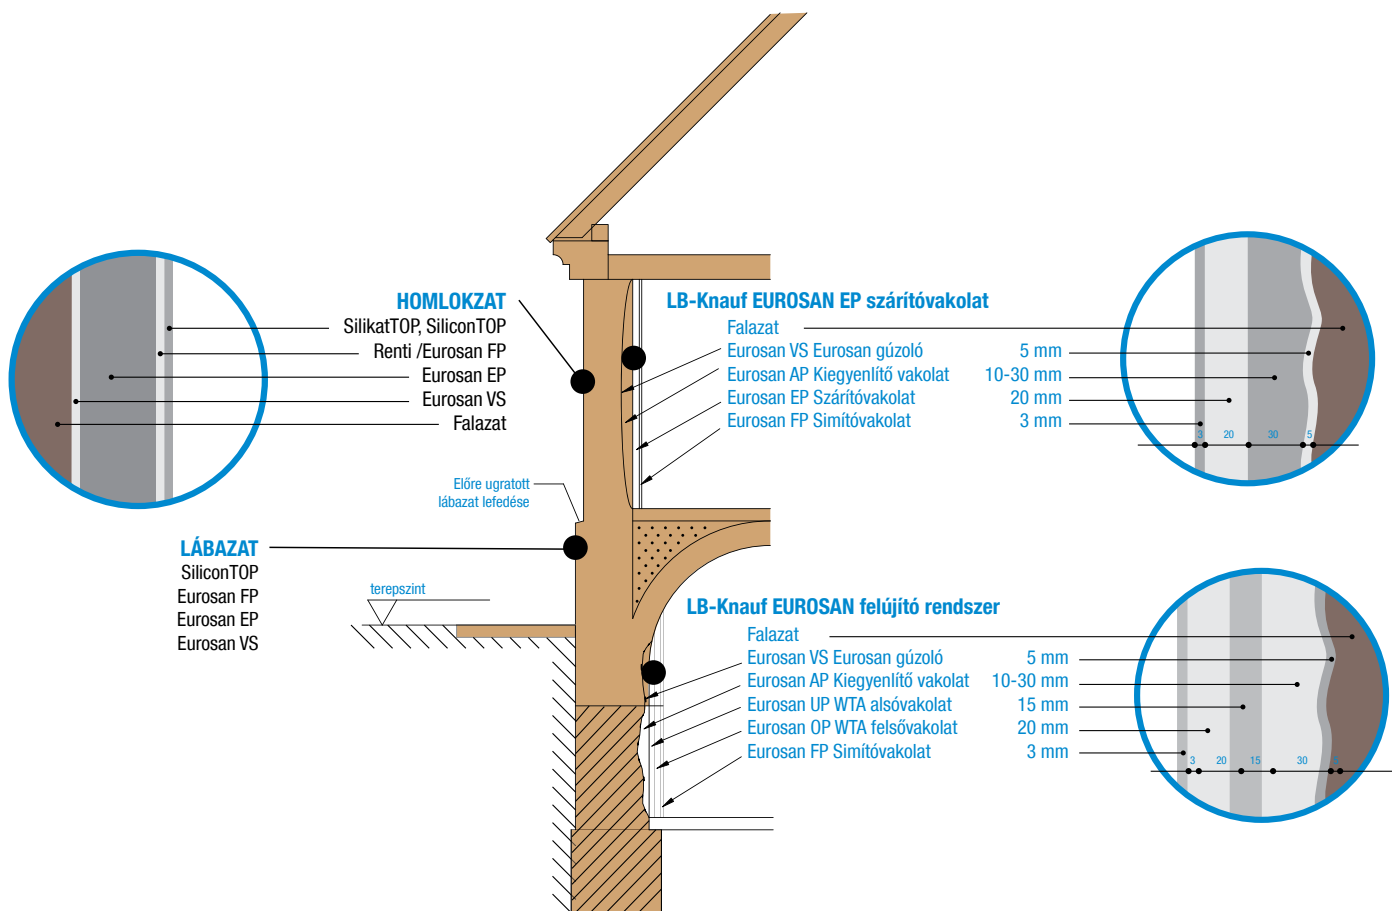 HOMLOKZAT
SilikatTOP, SiliconTOP
Renti /Eurosan FP
Eurosan EP
Eurosan VS
Falazat
LB-Knauf EUROSAN EP szárítóvakolat
Falazat
Eurosan VS Eurosan gúzoló 5 mm
Eurosan AP Kiegyenlítő vakolat 10-30 mm
Eurosan EP Szárítóvakolat 20 mm
Eurosan FP Simítóvakolat 3 mm
3 20 30 5
Előre ugratott
lábazat lefedése
LÁBAZAT
SiliconTOP
Eurosan FP
Eurosan EP
Eurosan VS
terepszint
LB-Knauf EUROSAN felújító rendszer
Falazat
Eurosan VS Eurosan gúzoló 5 mm
Eurosan AP Kiegyenlítő vakolat 10-30 mm
Eurosan UP WTA alsóvakolat 15 mm
Eurosan OP WTA felsővakolat 20 mm
Eurosan FP Simítóvakolat 3 mm
3 20 15 30